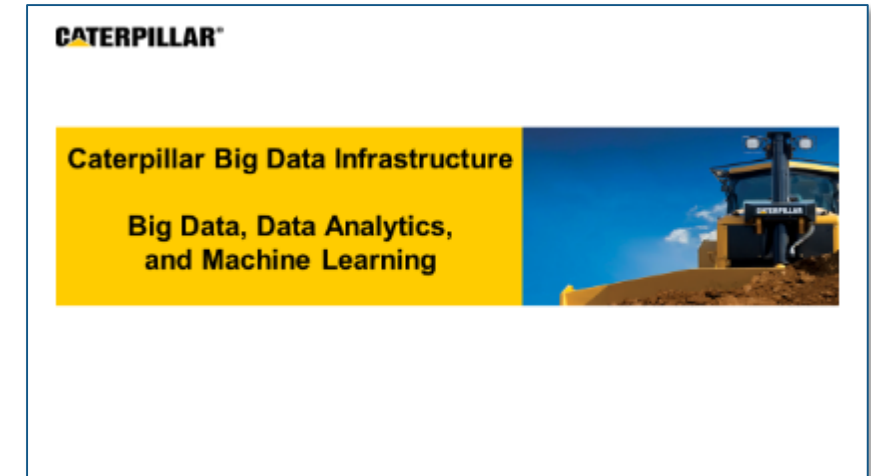 CATERPILLAR®
Caterpillar Big Data Infrastructure
Big Data, Data Analytics,
and Machine Learning
CATERPILLAR